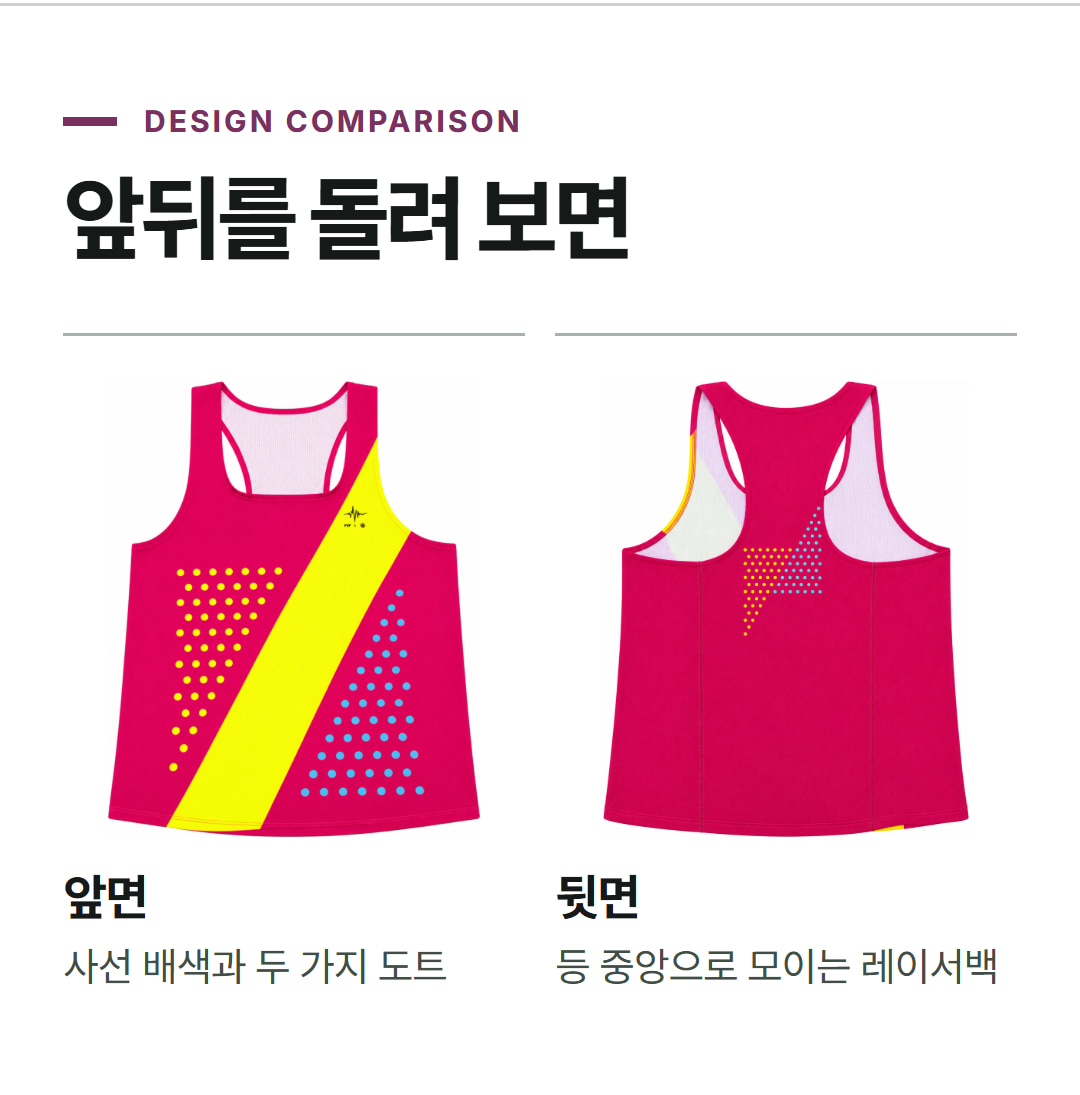 DESIGN COMPARISON
앞뒤를 돌려 보면
앞면
사선 배색과 두 가지 도트
뒷면
등 중앙으로 모이는 레이서백